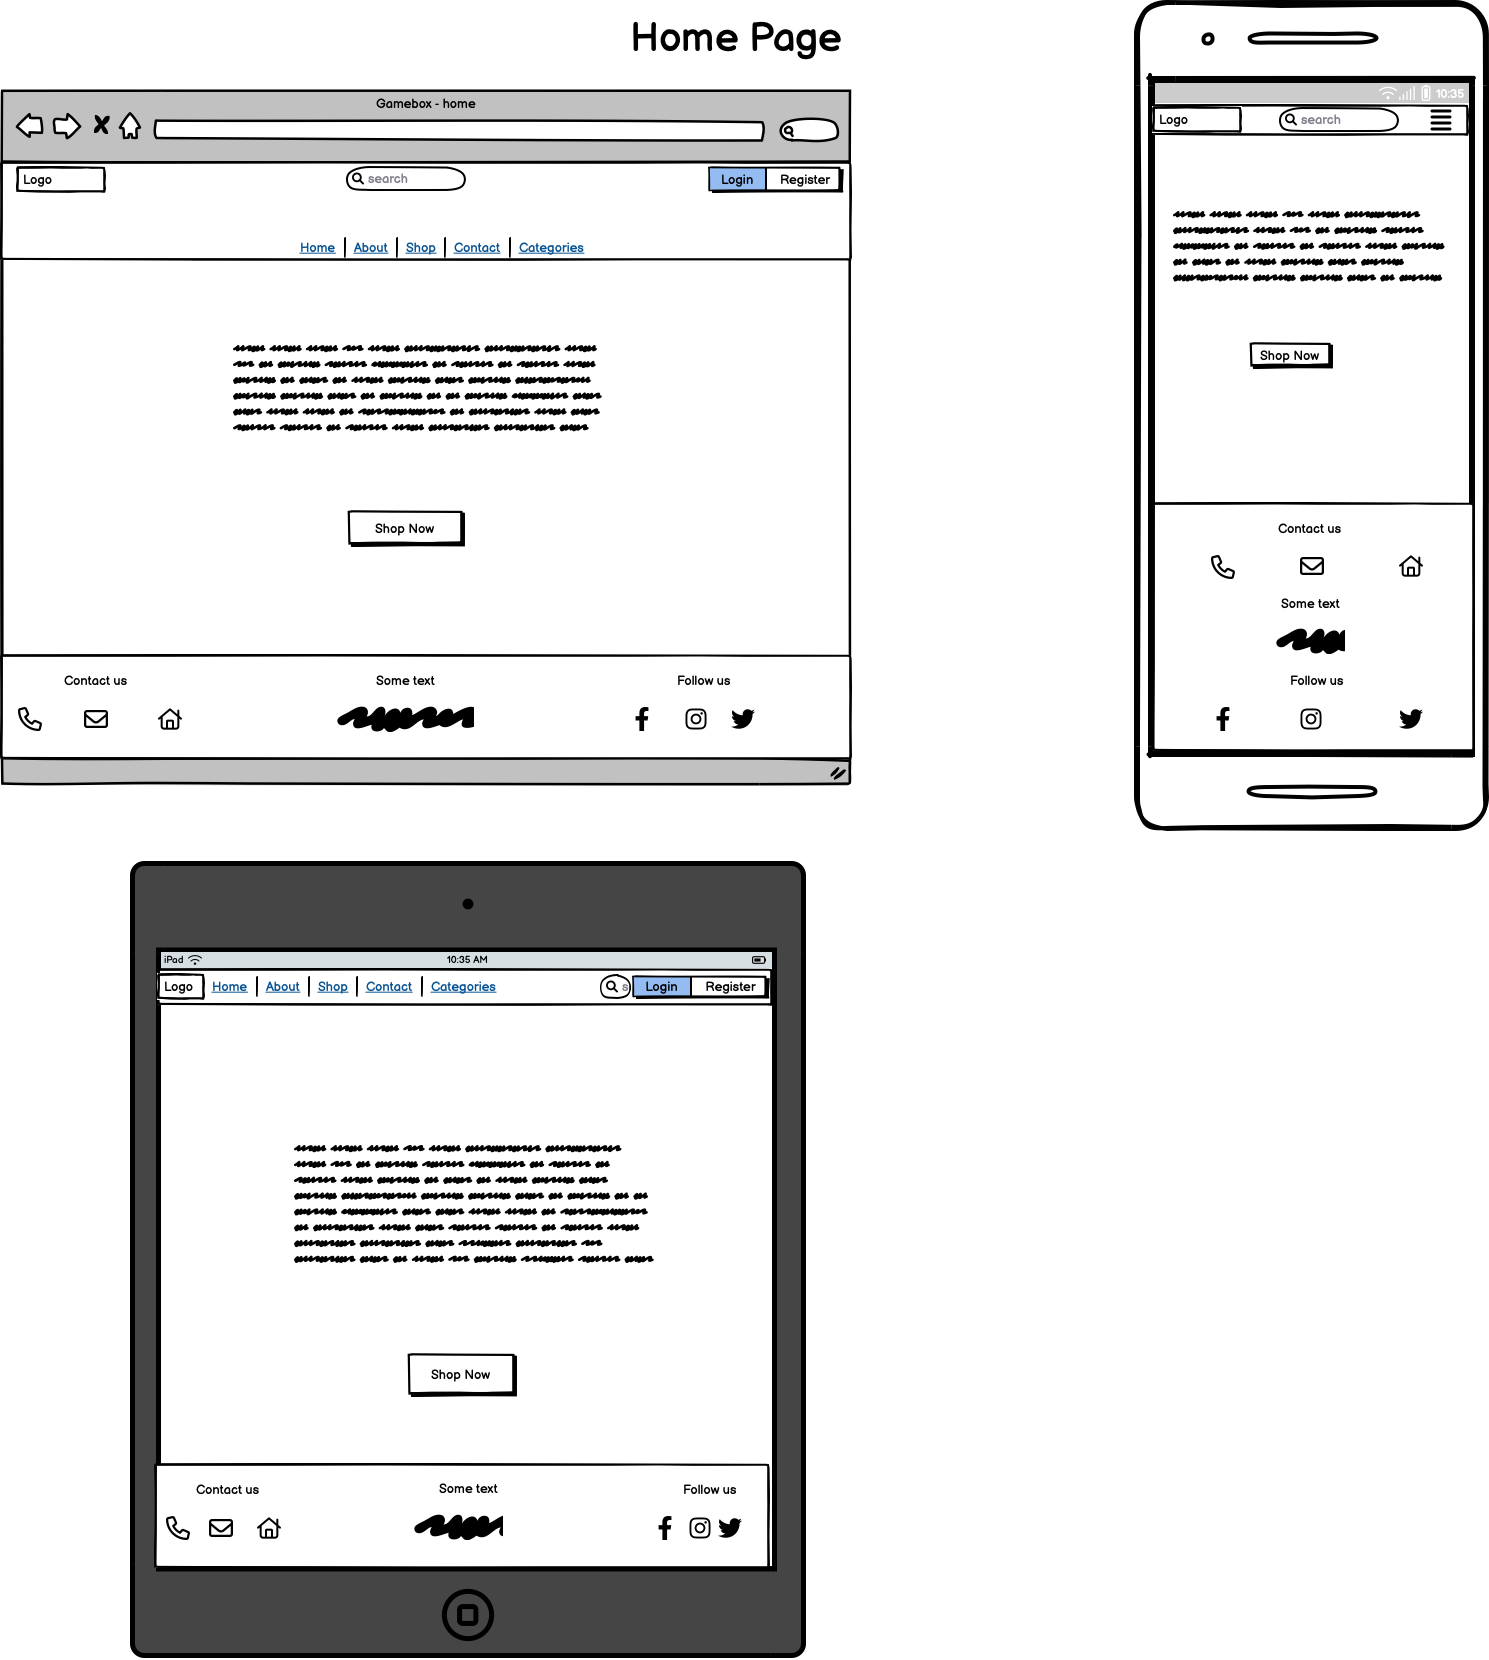 Home Page
Gamebox - home
Logo
search
Login Register
Home About Shop Contact Categories
Shop Now
Contact us Some text Follow us
10:35
Logo
search
Shop Now
Contact us
Some text
Follow us
iPad 10:35 AM
Logo Home About Shop Contact Categories s Login Register
Shop Now
Contact us Some text Follow us